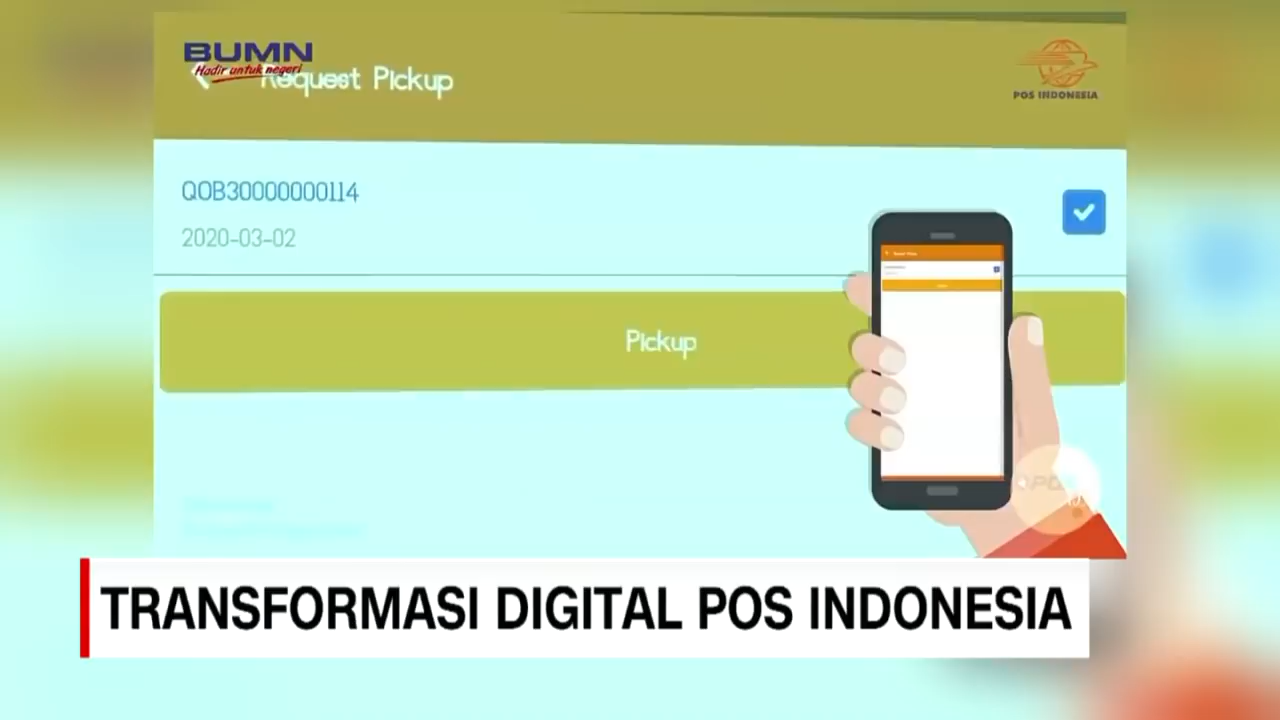 BUMN
Hadir untuk negeri
Request Pickup
POS INDONESIA
QOB30000000114
2020-03-02
Pickup
TRANSFORMASI DIGITAL POS INDONESIA